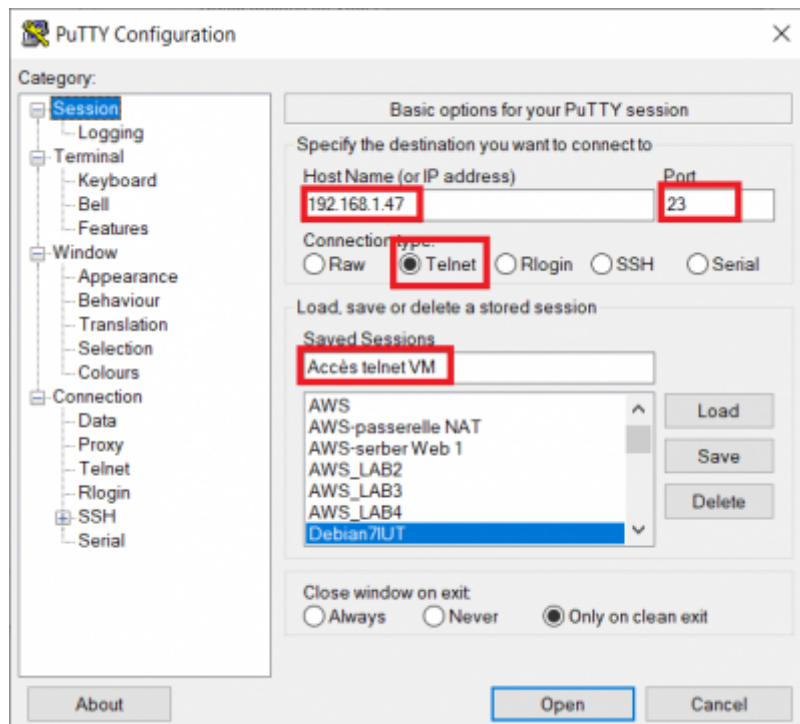 PuTTY Configuration
Category:
Session
Logging
Terminal
Keyboard
Bell
Features
Window
Appearance
Behaviour
Translation
Selection
Colours
Connection
Data
Proxy
Telnet
Rlogin
SSH
Serial
Basic options for your PuTTY session
Specify the destination you want to connect to
Host Name (or IP address) Port
192.168.1.47 23
Connection type:
Raw Telnet Rlogin SSH Serial
Load, save or delete a stored session
Saved Sessions
Accès telnet VM
AWS
AWS-passerelle NAT
AWS-serber Web 1
AWS_LAB2
AWS_LAB3
AWS_LAB4
Debian7IUT
Load
Save
Delete
Close window on exit
Always Never Only on clean exit
About Open Cancel